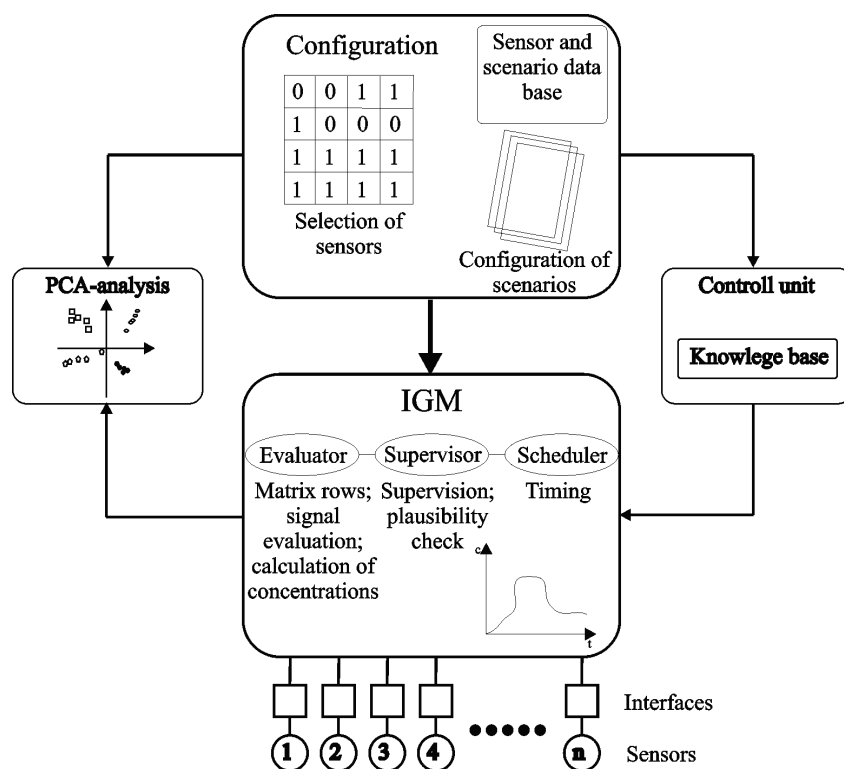 Configuration
0 0 1 1
1 0 0 0
1 1 1 1
1 1 1 1
Selection of
sensors
Sensor and
scenario data
base
Configuration of
scenarios
PCA-analysis
Controll unit
Knowlege base
IGM
Evaluator
Matrix rows;
signal
evaluation;
calculation of
concentrations
Supervisor
Supervision;
plausibility
check
Scheduler
Timing
c
t
Interfaces
1 2 3 4 n
Sensors